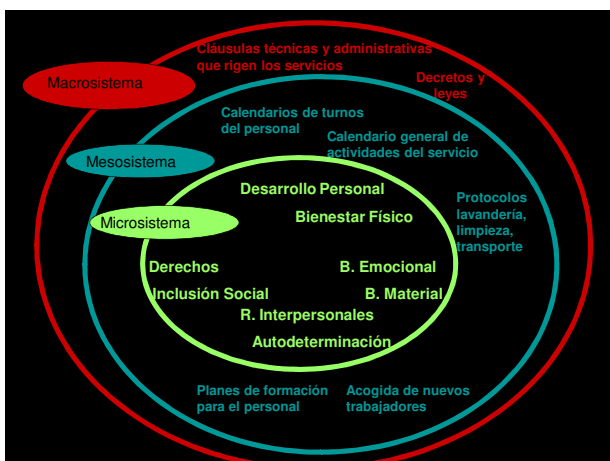 Cláusulas técnicas y administrativas
que rigen los servicios
Macrosistema
Decretos y
leyes
Calendarios de turnos
del personal
Calendario general de
actividades del servicio
Mesosistema
Desarrollo Personal
Protocolos
lavandería,
limpieza,
transporte
Microsistema
Bienestar Físico
Derechos
B. Emocional
Inclusión Social
B. Material
R. Interpersonales
Autodeterminación
Planes de formación
para el personal
Acogida de nuevos
trabajadores